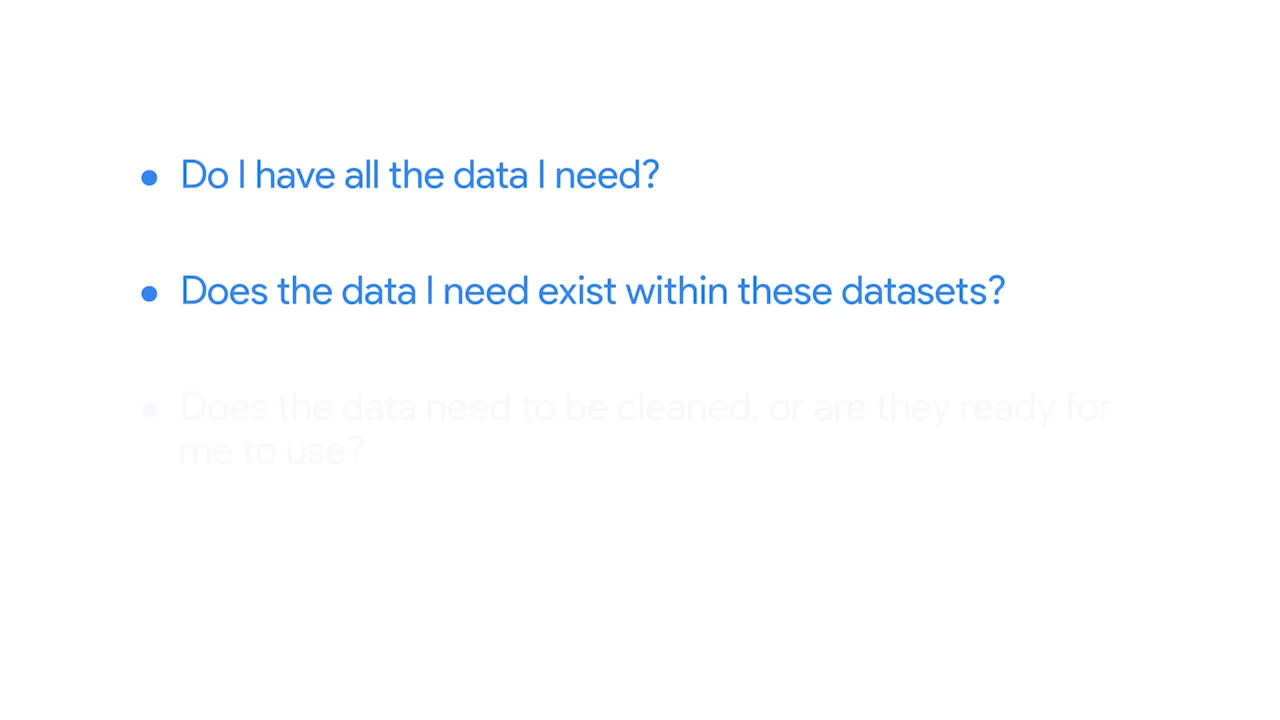 • Do I have all the data I need?
• Does the data I need exist within these datasets?
• Does the data need to be cleaned, or are they ready for
me to use?